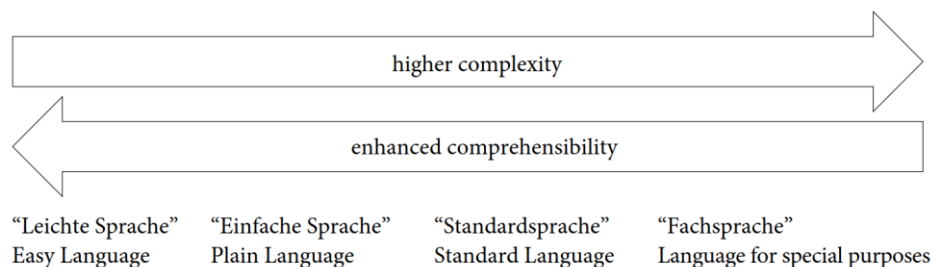 higher complexity
enhanced comprehensibility
“Leichte Sprache” “Einfache Sprache” “Standardsprache” “Fachsprache”
Easy Language Plain Language Standard Language Language for special purposes